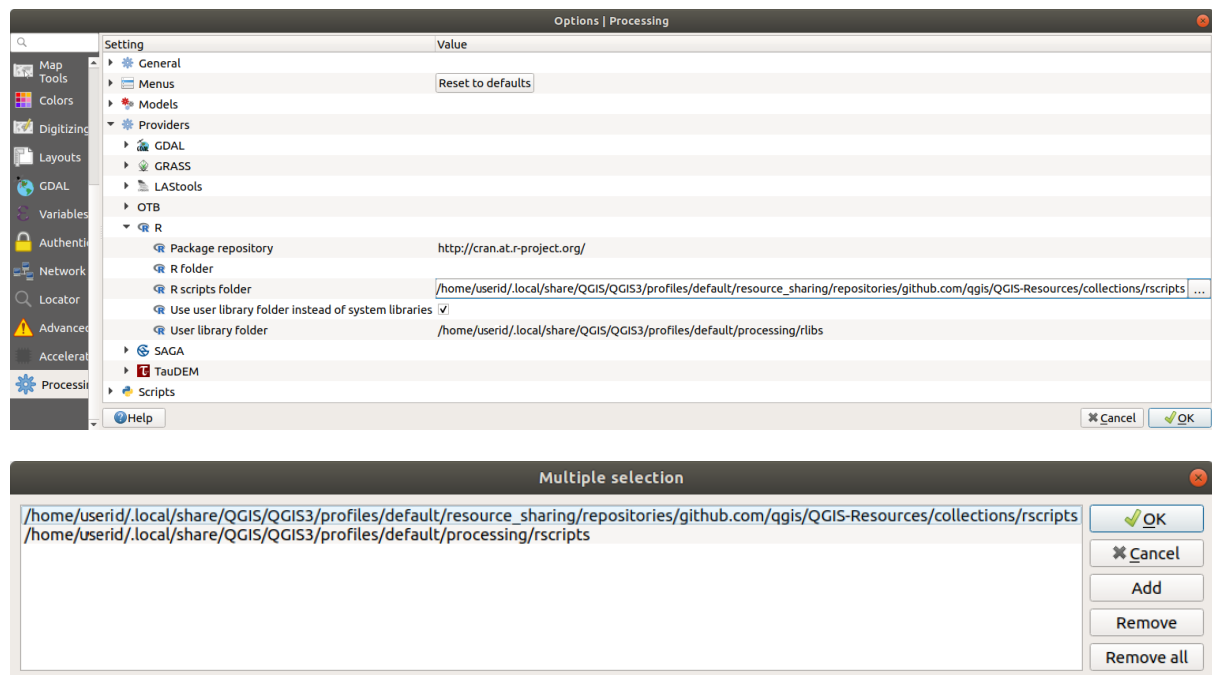 Options | Processing
Setting Value
Map Tools
General
Menus Reset to defaults
Colors
Models
Digitizing
Providers
GDAL
Layouts
GRASS
GDAL
LAStools
Variables
OTB
R
Authenti
Package repository http://cran.at.r-project.org/
Network
R folder
R scripts folder /home/userid/.local/share/QGIS/QGIS3/profiles/default/resource_sharing/repositories/github.com/qgis/QGIS-Resources/collections/rscripts ...
Locator
Use user library folder instead of system libraries
Advanced
User library folder /home/userid/.local/share/QGIS/QGIS3/profiles/default/processing/rlibs
Accelerat
SAGA
TauDEM
Processi
Scripts
Help Cancel OK
Multiple selection
/home/userid/.local/share/QGIS/QGIS3/profiles/default/resource_sharing/repositories/github.com/qgis/QGIS-Resources/collections/rscripts OK
/home/userid/.local/share/QGIS/QGIS3/profiles/default/processing/rscripts
Cancel
Add
Remove
Remove all